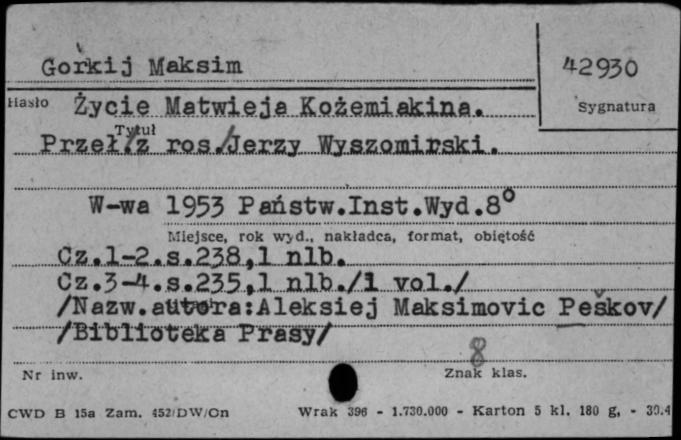 Gorkij Maksim
42930
Hasło
Sygnatura
Życie Matwieja Kożemiakina.
Tytuł
Przeł./z ros./Jerzy Wyszomirski.
W-wa 1953 Państw.Inst.Wyd.8°
Miejsce, rok wyd., nakładca, format, objętość
Cz.1-2.s.238,1 nlb.
Cz.3-4.s.235,1 nlb./1 vol./
/Nazw.autora:Aleksiej Maksimovic Peškov/
/Biblioteka Prasy/
8
Nr inw.
Znak klas.
CWD B 15a Zam. 452/DW/Gn
Wrak 396 - 1.730.000 - Karton 5 kl. 180 g, - 30.4